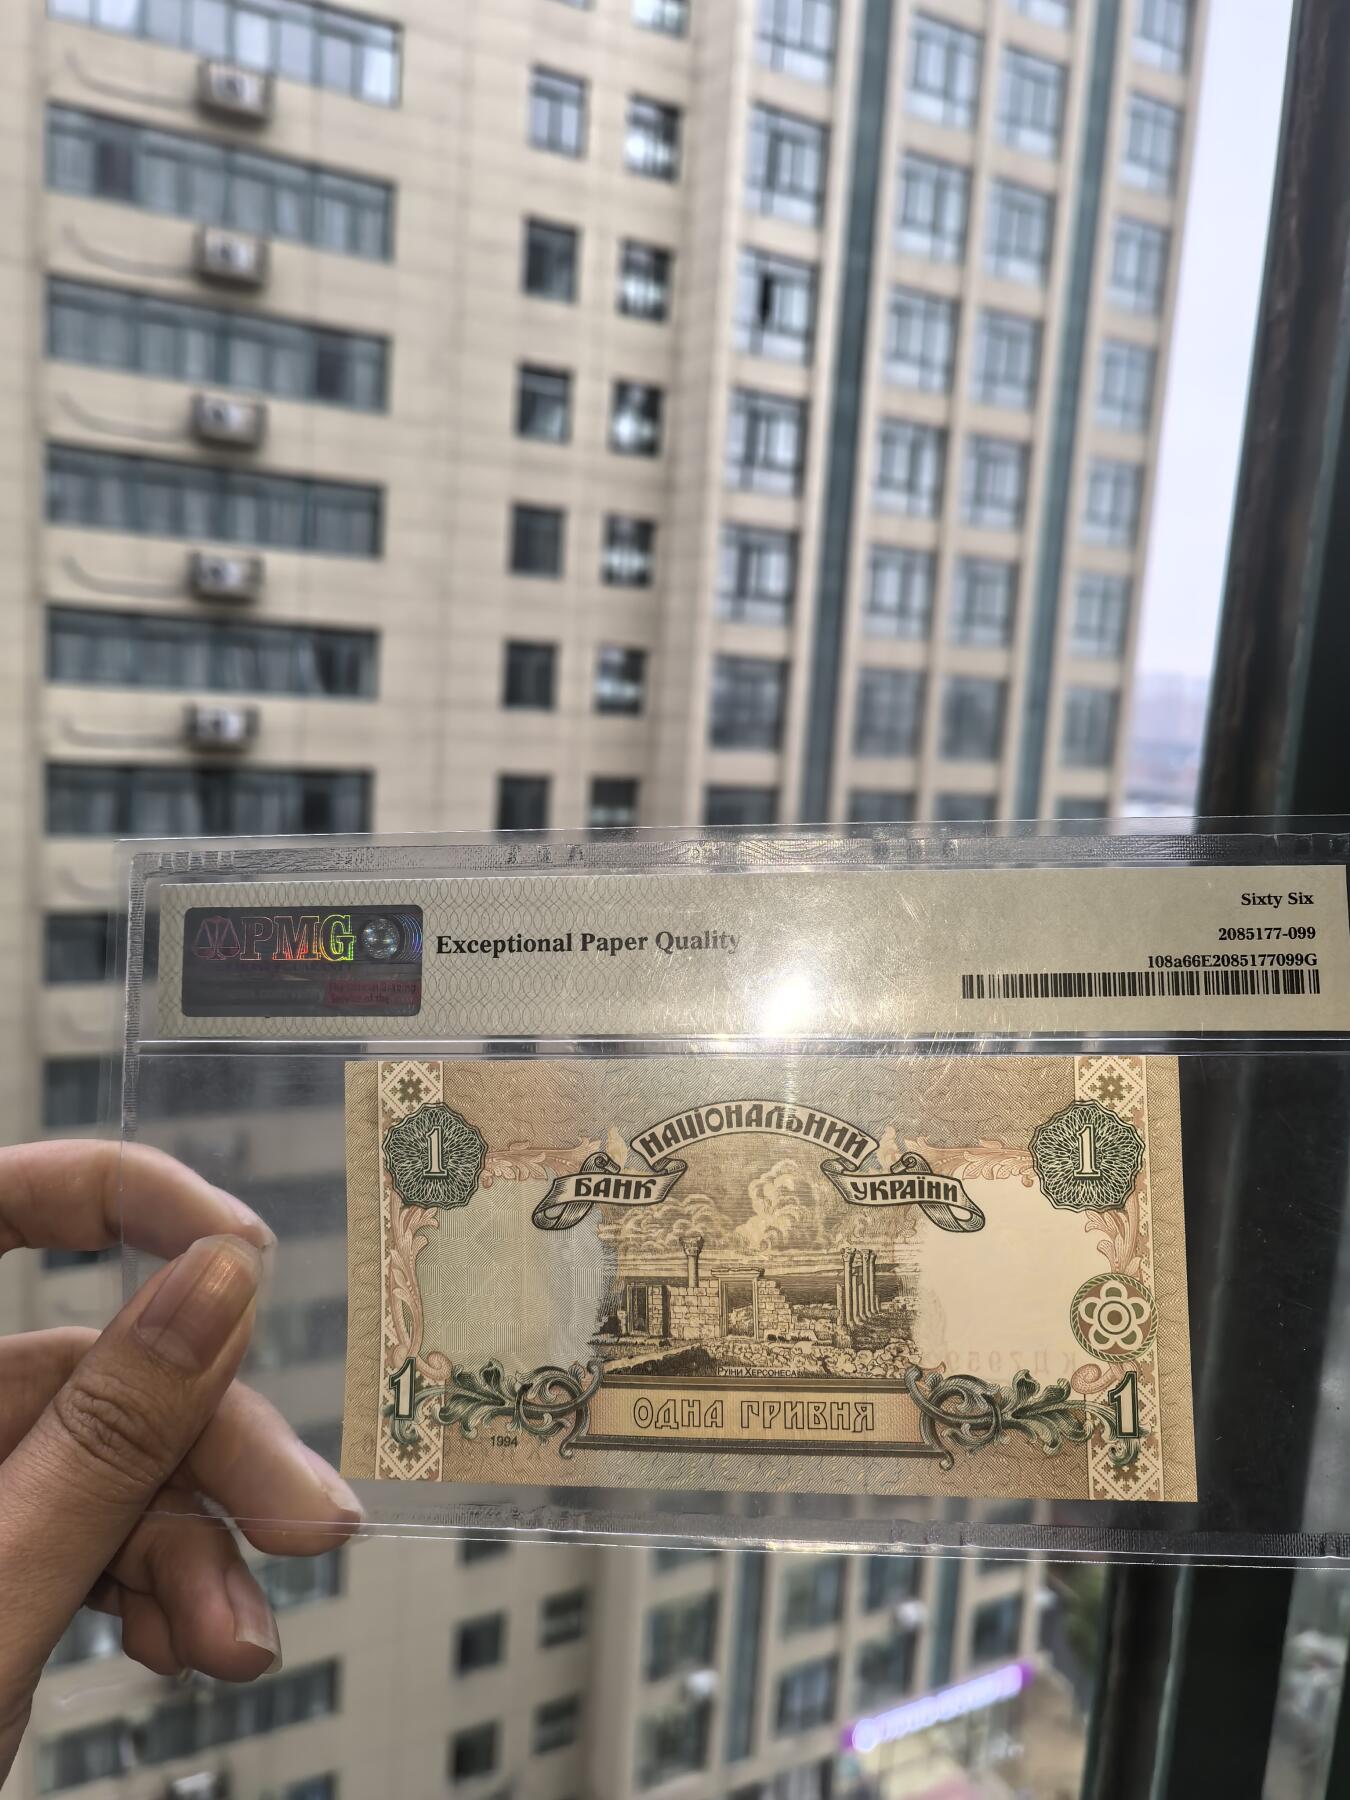 Sixty Six
PMG
Exceptional Paper Quality
2085177-099
108a66E2085177099G
1
1
НАЦІОНАЛЬНИЙ
БАНК
УКРАЇНИ
РУЇНИ ХЕРСОНЕСА
1
1
ОДНА ГРИВНЯ
1994